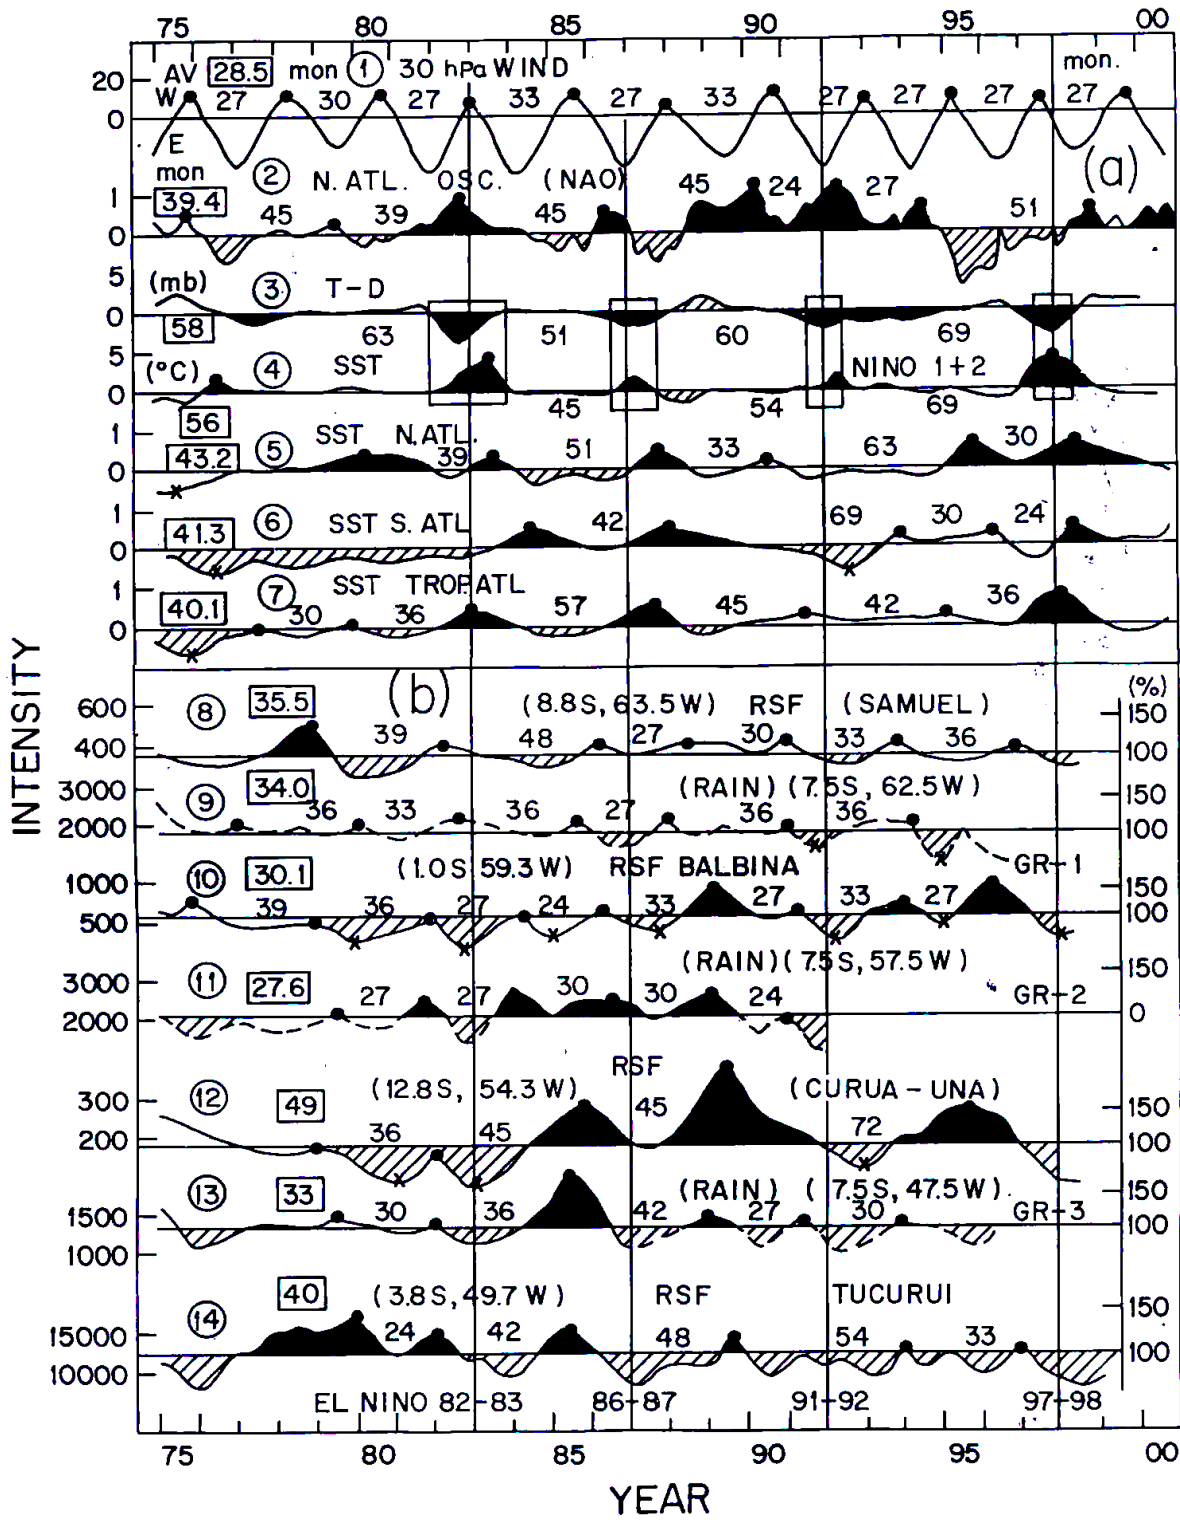 75 80 85 90 95 00
AV 28.5 mon 1 30 hPa WIND mon.
20 W 27 30 27 33 27 33 27 27 27 27
0
E
(a)
mon 2 N. ATL. OSC. (NAO) 45 24 27
1 39.4 45 39 45 51
0
5
(mb) 3 T-D
0
58 63 51 60 69
5
(°C) 4 SST NINO 1+2
0
45 54 69
56
1 5 SST N. ATL.
43.2 39 51 33 63 30
0
1 6 SST S. ATL 42 69 30 24
41.3
0
1 7 SST TROP. ATL
40.1 30 36 57 45 42 36
0
INTENSITY
(b)
(%)
600 8 35.5 (8.8S, 63.5W) RSF (SAMUEL) 150
400 39 48 27 30 33 36 100
3000 9 34.0 (RAIN) (7.5S, 62.5W) 150
36 33 36 27 36 36
2000 100
GR-1
10 30.1 (1.0S 59.3W) RSF BALBINA
1000 150
39 36 27 24 33 27 33 27
500 100
11 (RAIN) (7.5S, 57.5W) 150
3000 27.6 27 27 30 30 24 GR-2
2000 0
RSF
12 (12.8S, 54.3W) (CURUA-UNA)
300 49 150
36 45 45 72
200 100
13 33 (RAIN) (7.5S, 47.5W). 150
1500 30 36 42 27 30 GR-3 100
1000
40 (3.8S, 49.7W) RSF TUCURUI 150
14
15000 24 42 48 54 33 100
10000
EL NINO 82-83 86-87 91-92 97-98
75 80 85 90 95 00
YEAR